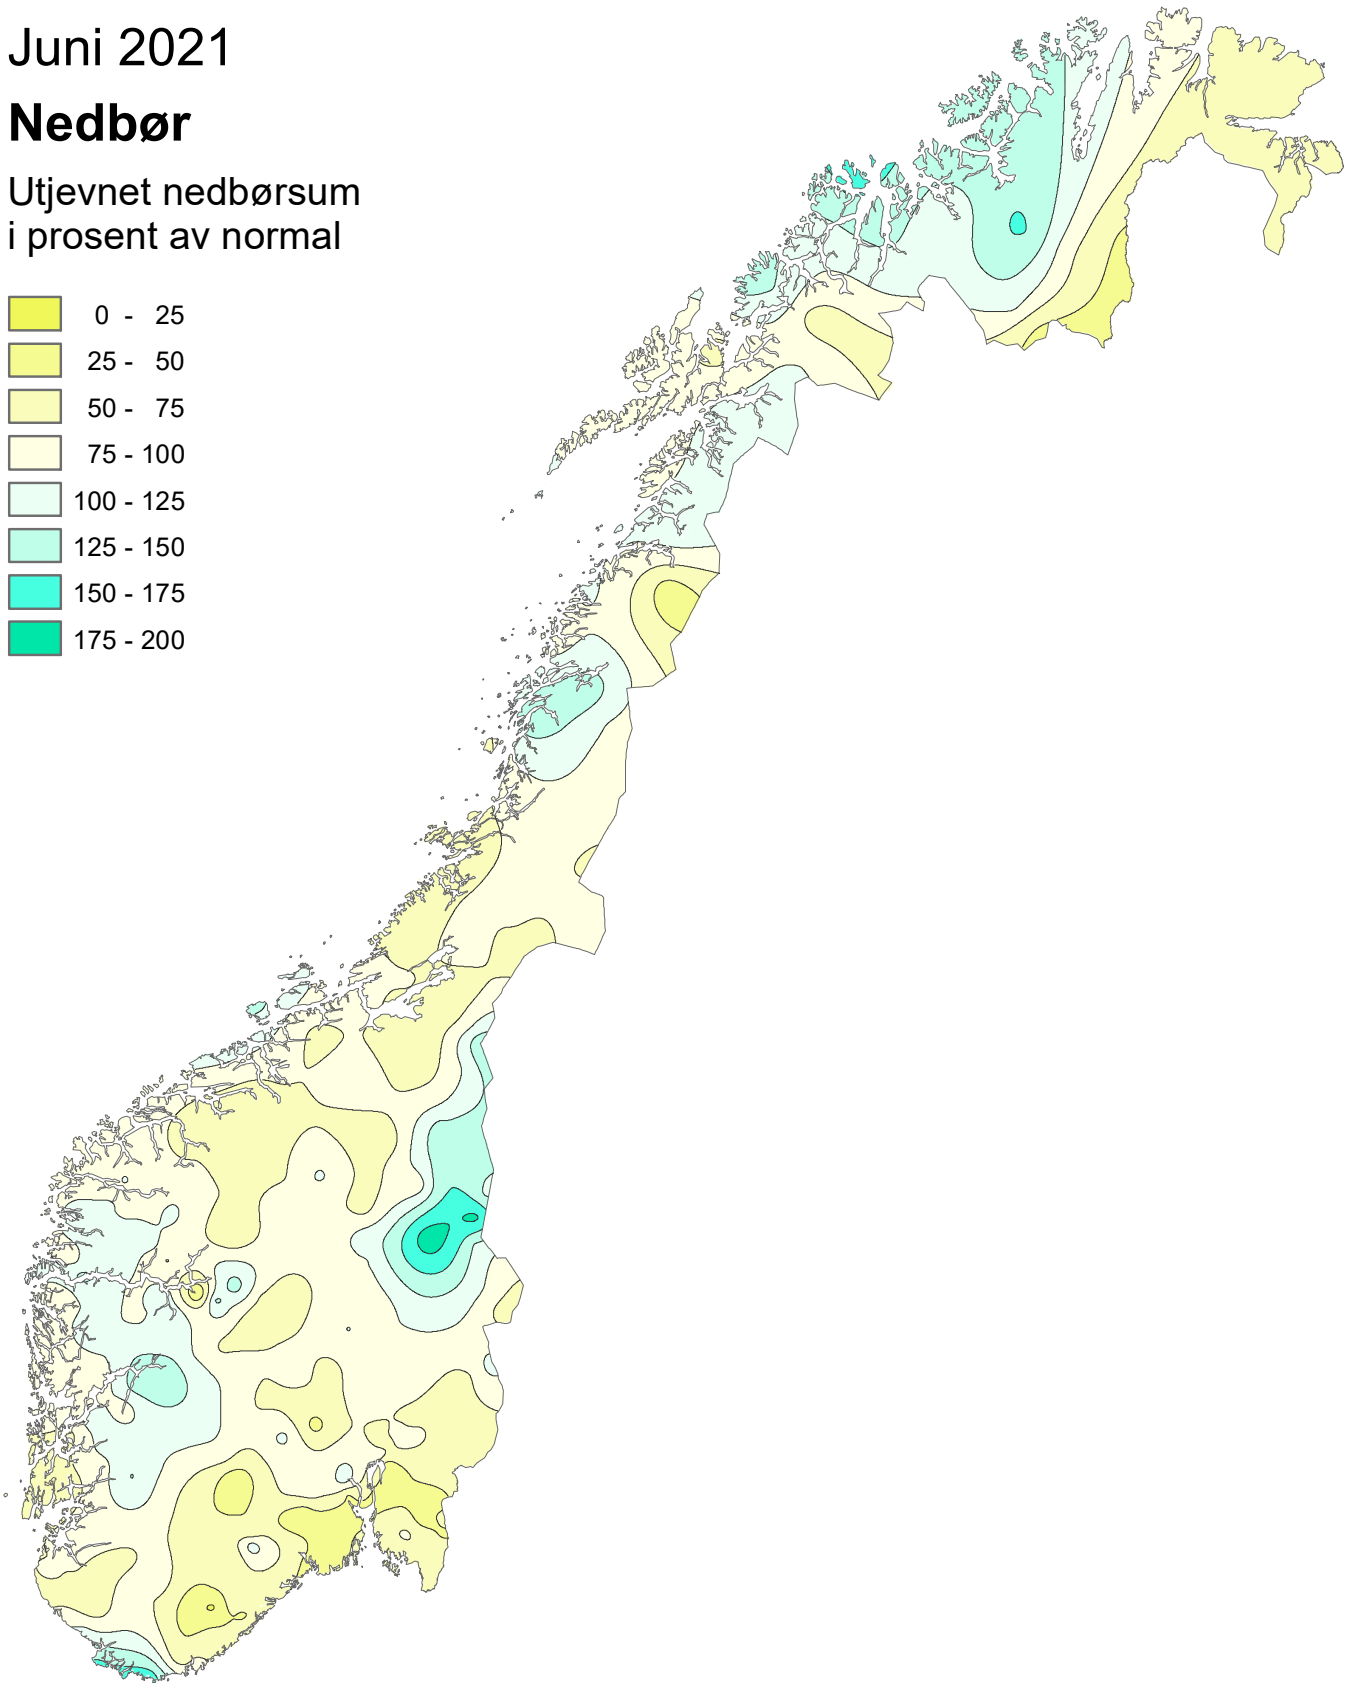 Juni 2021
Nedbør
Utjevnet nedbørsum
i prosent av normal
0 - 25
25 - 50
50 - 75
75 - 100
100 - 125
125 - 150
150 - 175
175 - 200